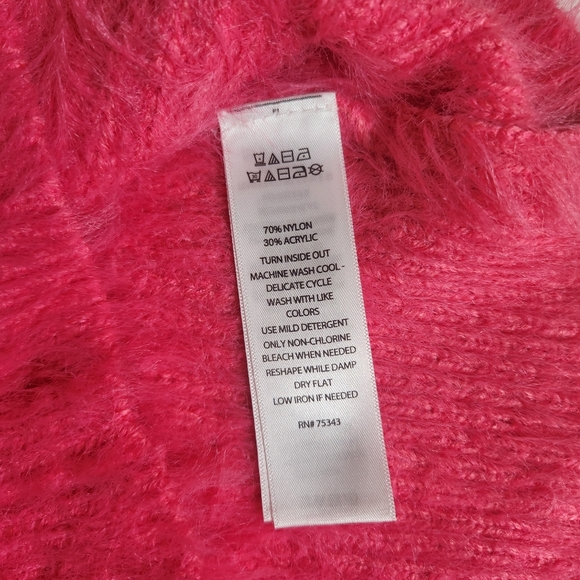 70% NYLON
30% ACRYLIC
TURN INSIDE OUT
MACHINE WASH COOL -
DELICATE CYCLE
WASH WITH LIKE
COLORS
USE MILD DETERGENT
ONLY NON-CHLORINE
BLEACH WHEN NEEDED
RESHAPE WHILE DAMP
DRY FLAT
LOW IRON IF NEEDED
RN# 75343